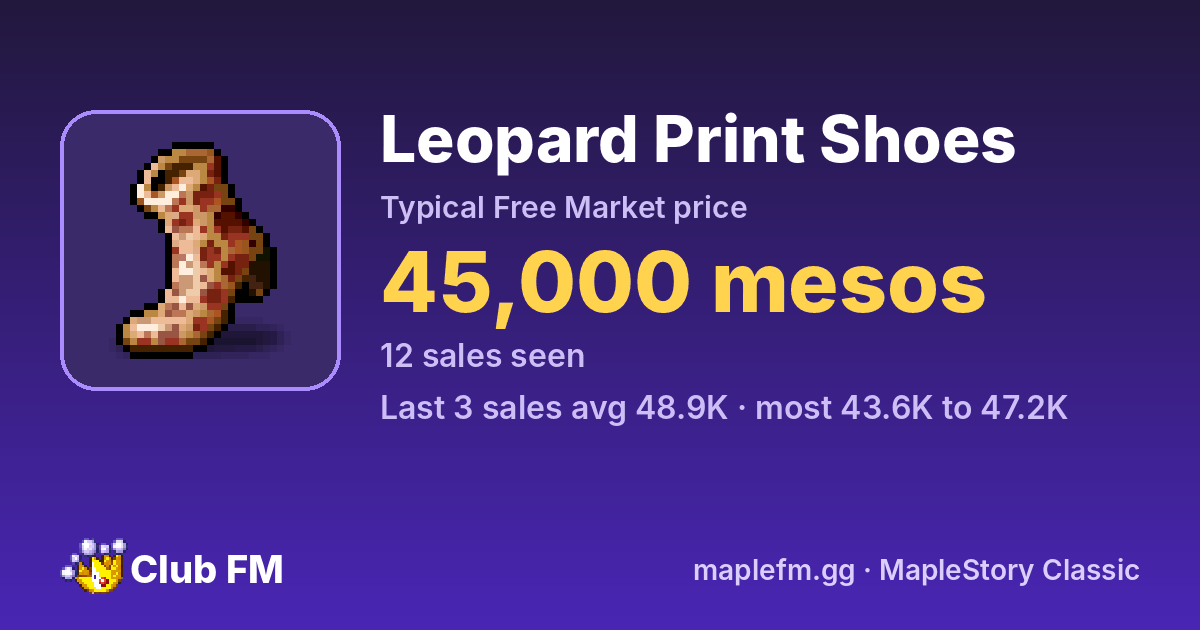 Leopard Print Shoes
Typical Free Market price
45,000 mesos
12 sales seen
Last 3 sales avg 48.9K · most 43.6K to 47.2K
Club FM
maplefm.gg · MapleStory Classic